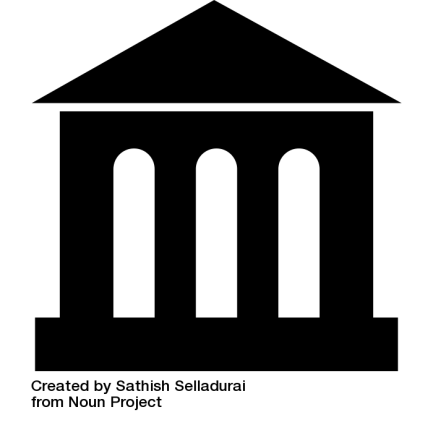 Created by Sathish Selladurai
from Noun Project